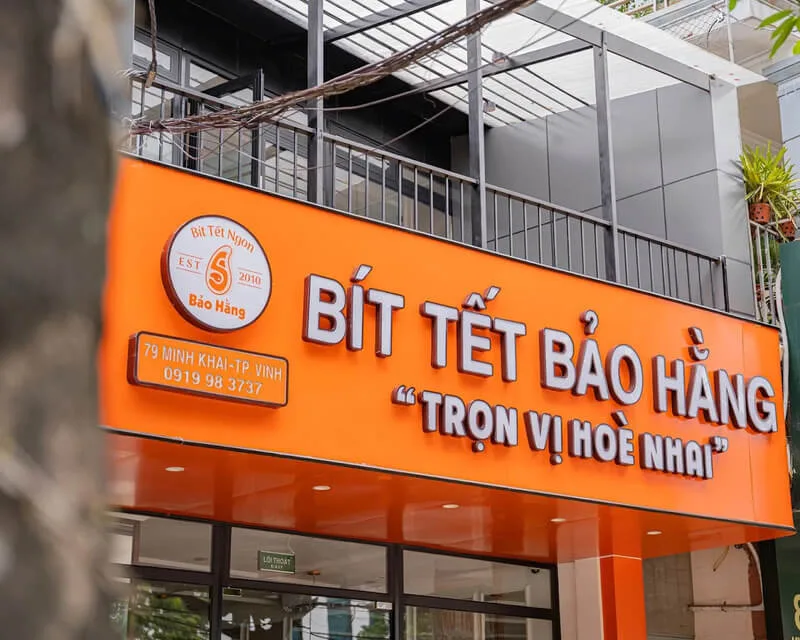 Bít Tết Ngon
EST 2010
Bảo Hằng
79 MINH KHAI-TP VINH
0919 98 3737
BÍT TẾT BẢO HẰNG
“TRỌN VỊ HOÈ NHAI”
LỐI THOÁT
EXIT